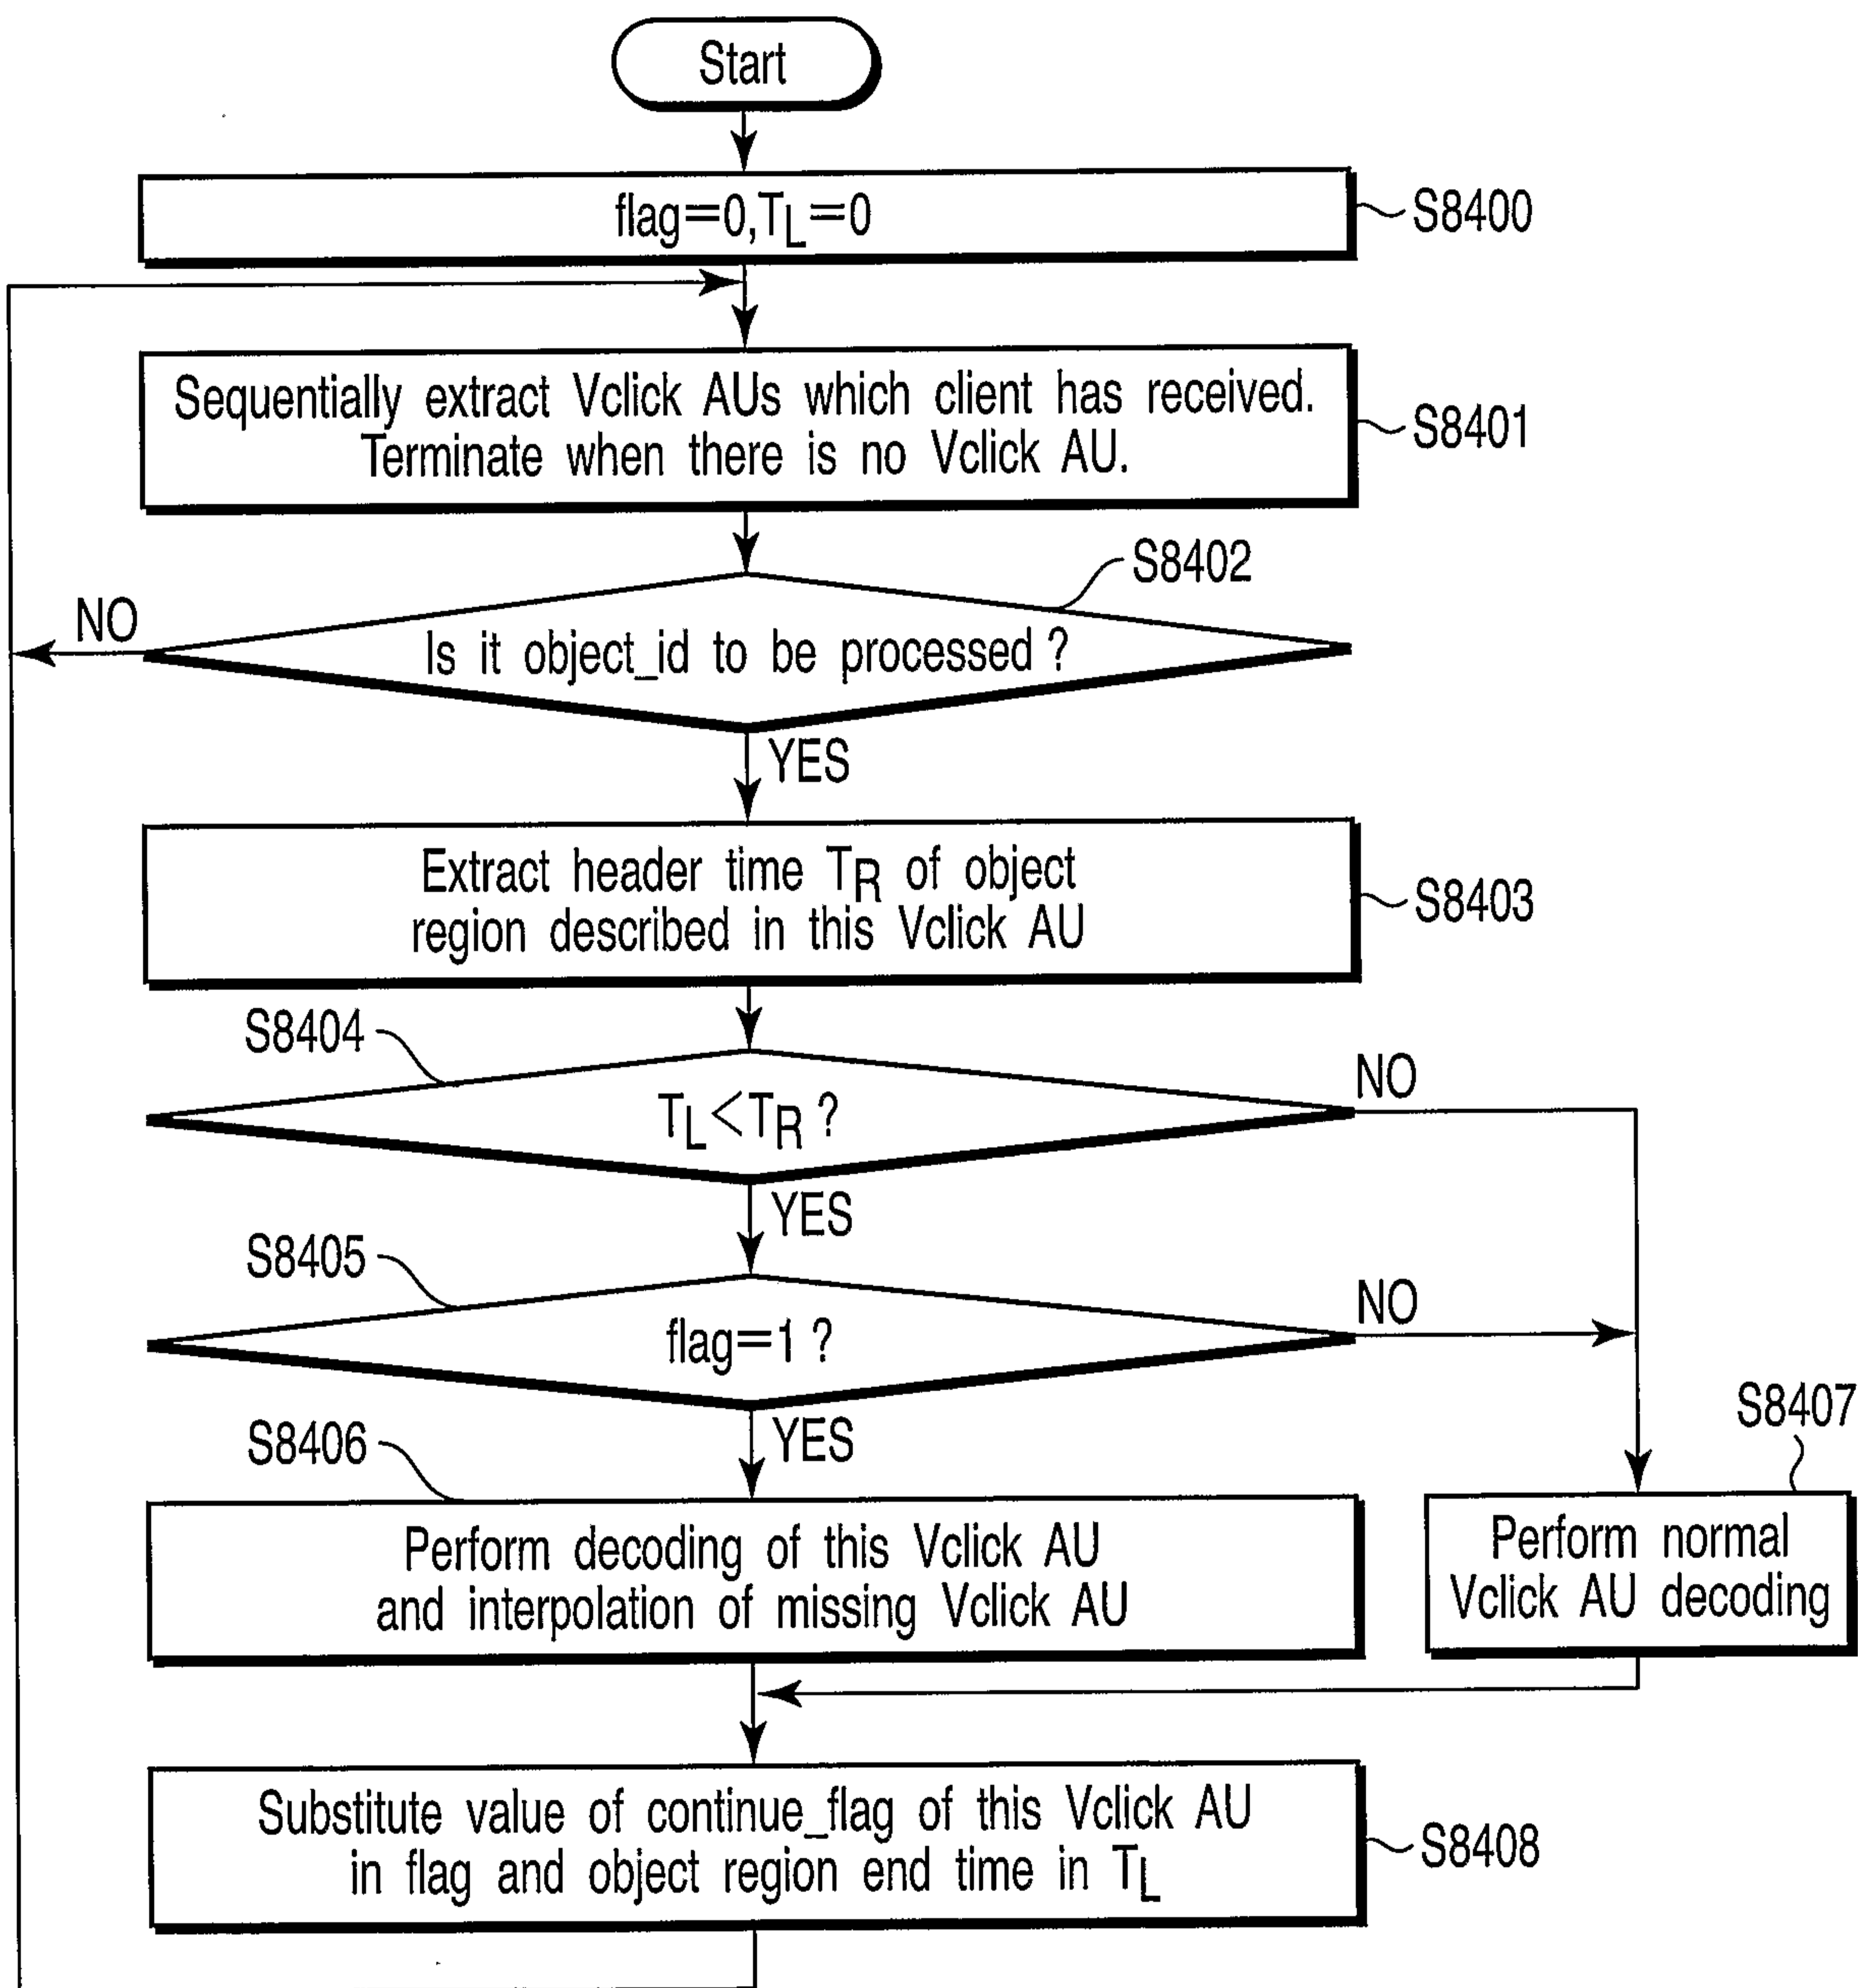 Start
flag=0,TL=0
S8400
Sequentially extract Vclick AUs which client has received.
Terminate when there is no Vclick AU.
S8401
S8402
NO
Is it object_id to be processed ?
YES
Extract header time TR of object
region described in this Vclick AU
S8403
S8404
NO
TL<TR ?
YES
S8405
NO
flag=1 ?
YES
S8406
S8407
Perform decoding of this Vclick AU
and interpolation of missing Vclick AU
Perform normal
Vclick AU decoding
Substitute value of continue_flag of this Vclick AU
in flag and object region end time in TL
S8408